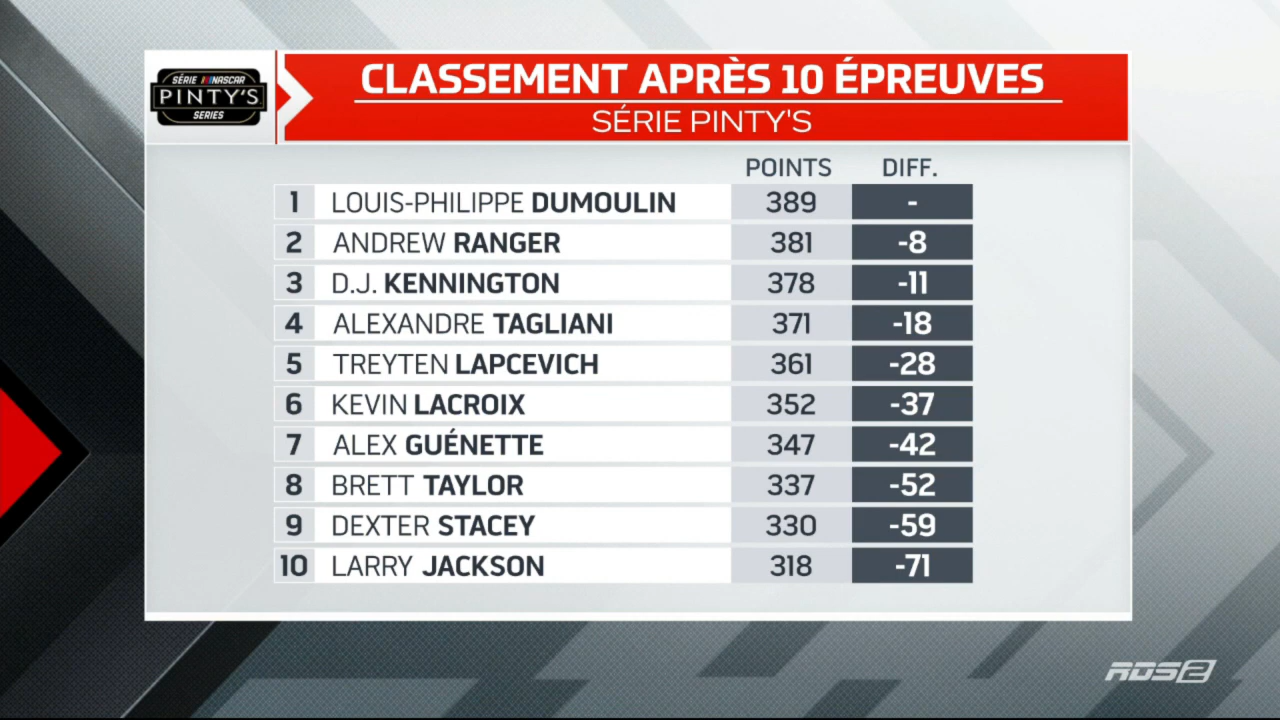 SÉRIE NASCAR
PINTY'S
SERIES
CLASSEMENT APRÈS 10 ÉPREUVES
SÉRIE PINTY'S
POINTS DIFF.
1 LOUIS-PHILIPPE DUMOULIN 389 -
2 ANDREW RANGER 381 -8
3 D.J. KENNINGTON 378 -11
4 ALEXANDRE TAGLIANI 371 -18
5 TREYTEN LAPCEVICH 361 -28
6 KEVIN LACROIX 352 -37
7 ALEX GUÉNETTE 347 -42
8 BRETT TAYLOR 337 -52
9 DEXTER STACEY 330 -59
10 LARRY JACKSON 318 -71
RDS2